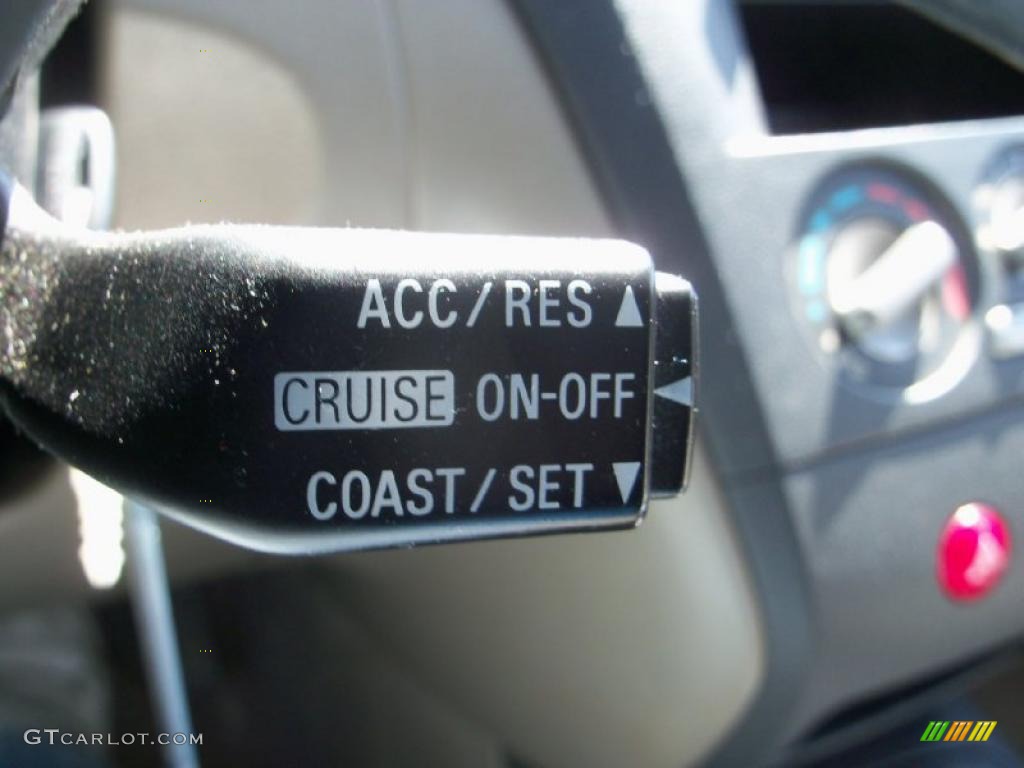 ACC/RES ▲
CRUISE ON-OFF ◀
COAST/SET ▼
GTCARLOT.COM